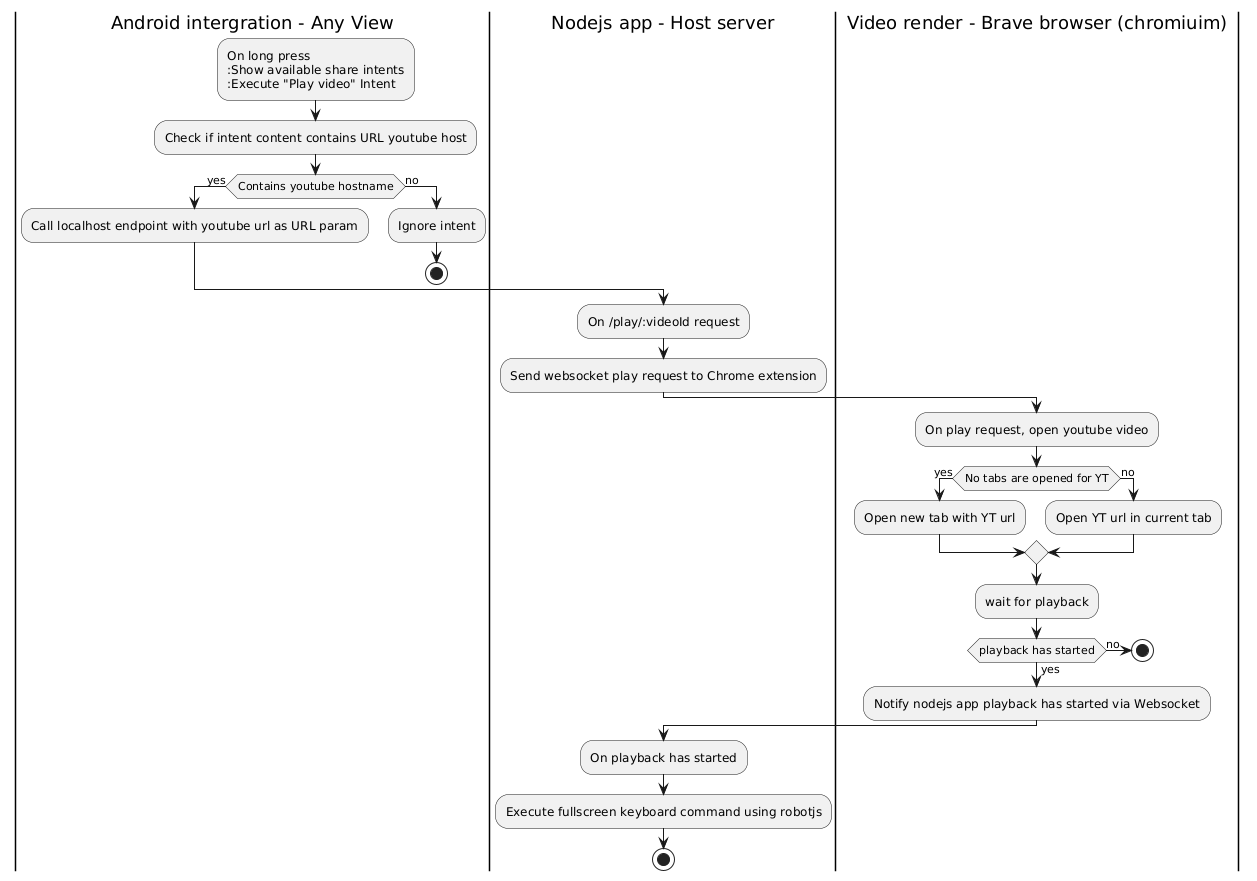 Android intergration - Any View
Nodejs app - Host server
Video render - Brave browser (chromiuim)
On long press
:Show available share intents
:Execute "Play video" Intent
Check if intent content contains URL youtube host
yes
Contains youtube hostname
no
Call localhost endpoint with youtube url as URL param
Ignore intent
On /play/:videoId request
Send websocket play request to Chrome extension
On play request, open youtube video
yes
No tabs are opened for YT
no
Open new tab with YT url
Open YT url in current tab
wait for playback
playback has started
no
yes
Notify nodejs app playback has started via Websocket
On playback has started
Execute fullscreen keyboard command using robotjs